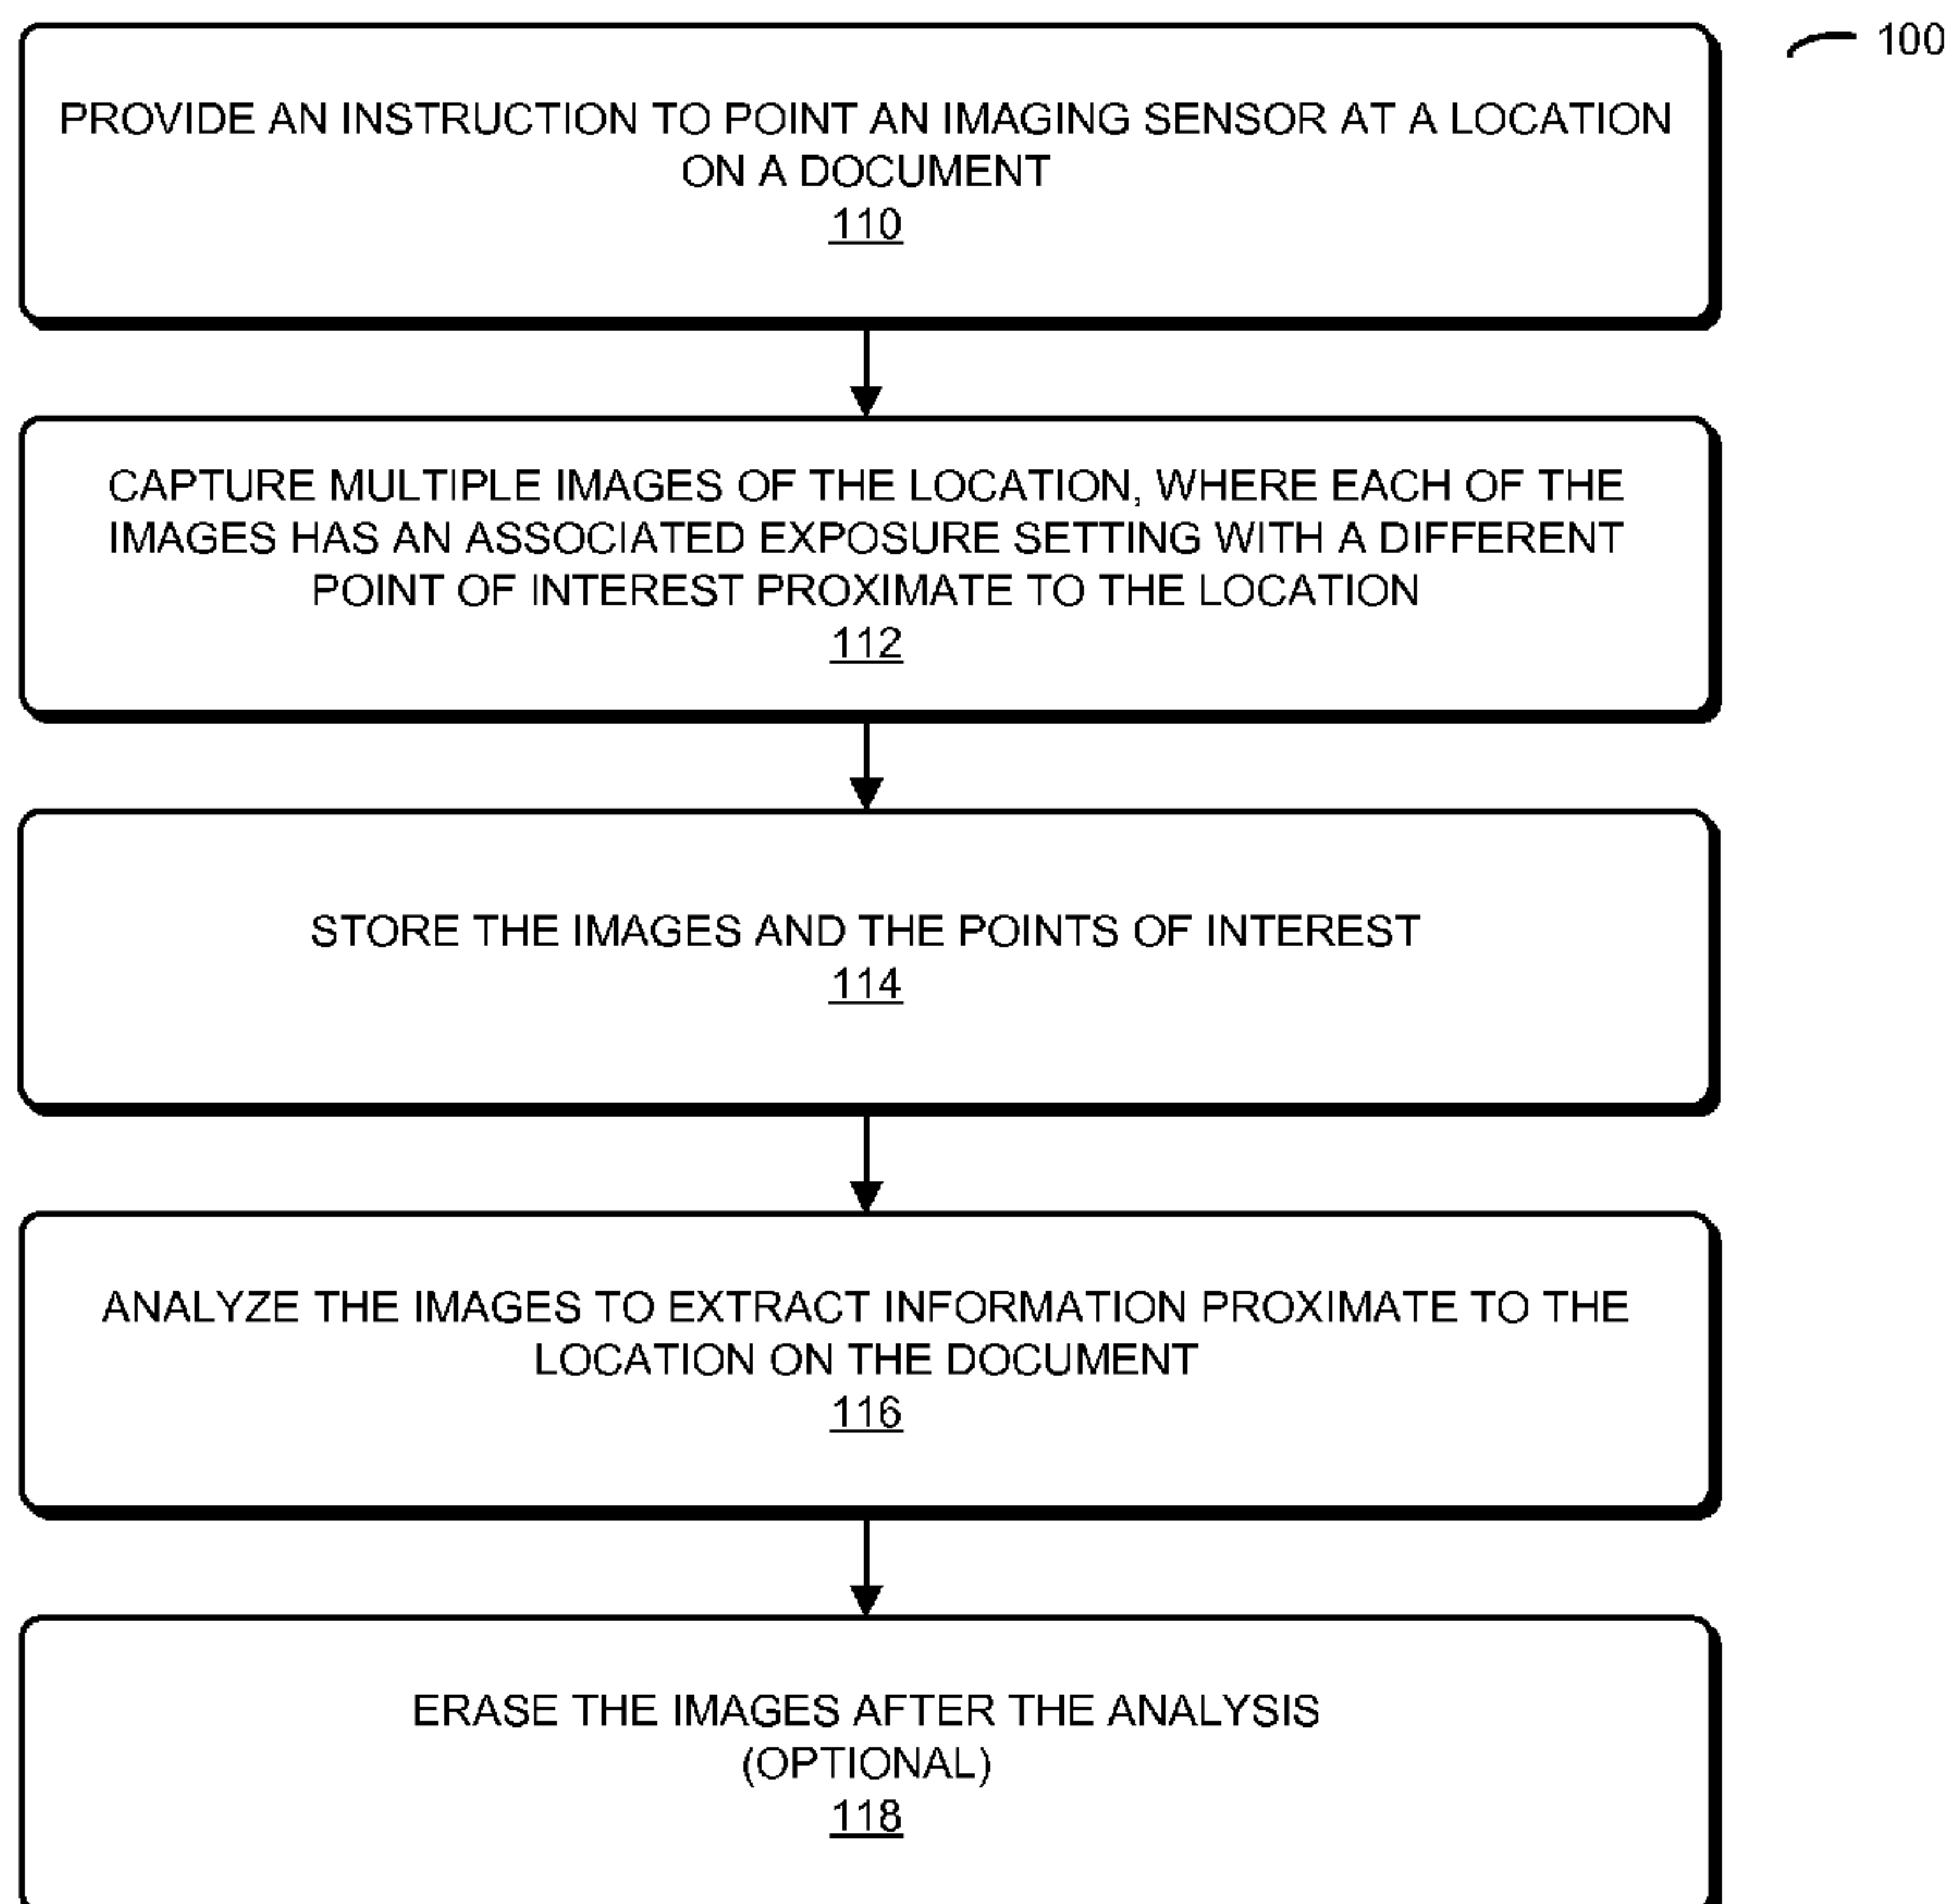 100
PROVIDE AN INSTRUCTION TO POINT AN IMAGING SENSOR AT A LOCATION
ON A DOCUMENT
110
CAPTURE MULTIPLE IMAGES OF THE LOCATION, WHERE EACH OF THE
IMAGES HAS AN ASSOCIATED EXPOSURE SETTING WITH A DIFFERENT
POINT OF INTEREST PROXIMATE TO THE LOCATION
112
STORE THE IMAGES AND THE POINTS OF INTEREST
114
ANALYZE THE IMAGES TO EXTRACT INFORMATION PROXIMATE TO THE
LOCATION ON THE DOCUMENT
116
ERASE THE IMAGES AFTER THE ANALYSIS
(OPTIONAL)
118